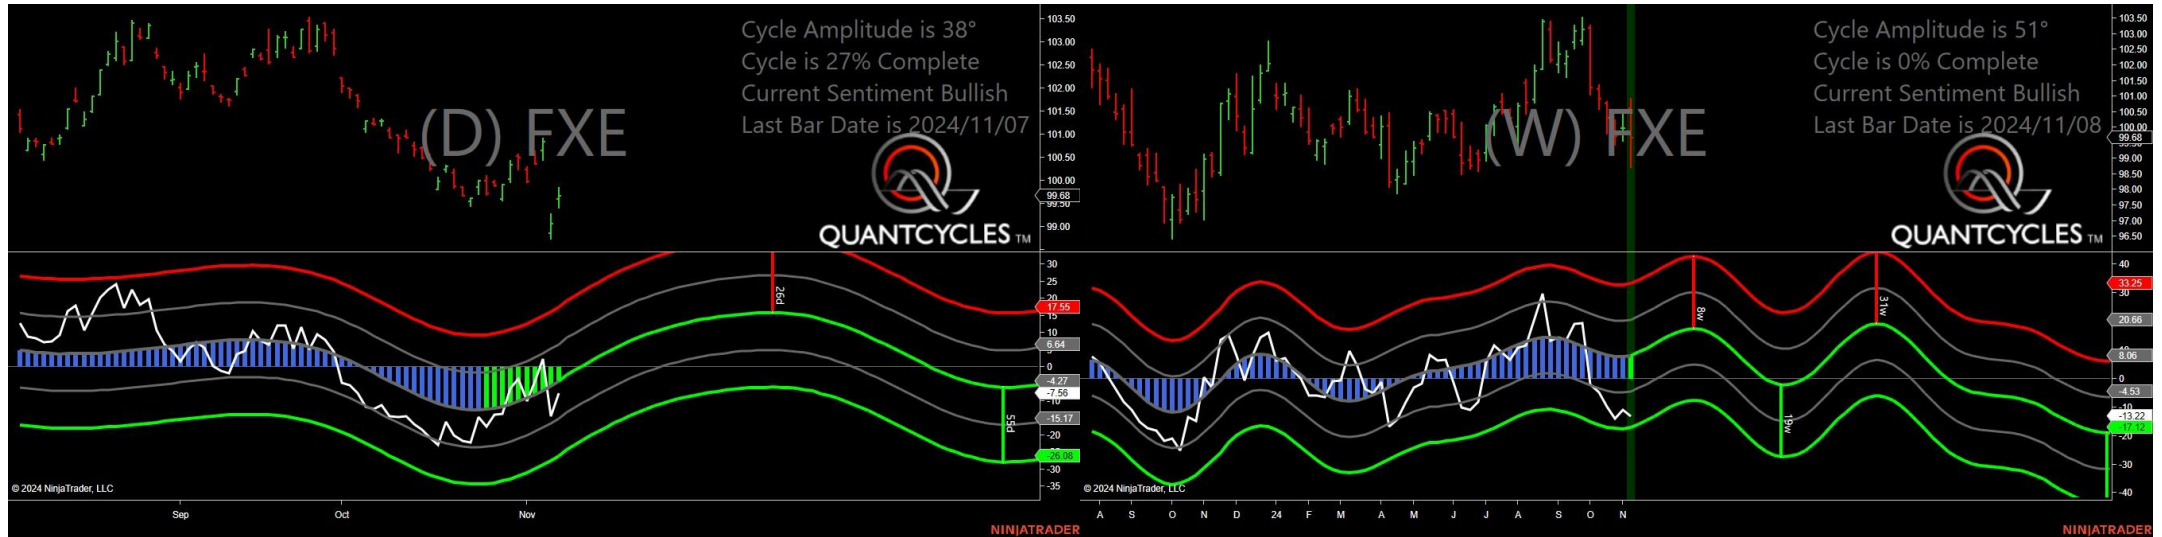 Cycle Amplitude is 38°
Cycle is 27% Complete
Current Sentiment Bullish
Last Bar Date is 2024/11/07
(D) FXE
QUANTCYCLES TM
103.50
103.00
102.50
102.00
101.50
101.00
100.50
100.00
99.68
99.50
99.00
30
25
20
17.55
15
10
6.64
0
-4.27
-7.56
-10
-15.17
-20
-26.08
-30
-35
26d
55d
© 2024 NinjaTrader, LLC
Sep
Oct
Nov
NINJATRADER
Cycle Amplitude is 51°
Cycle is 0% Complete
Current Sentiment Bullish
Last Bar Date is 2024/11/08
(W) FXE
QUANTCYCLES TM
103.50
103.00
102.50
102.00
101.50
101.00
100.50
100.00
99.68
99.00
98.50
98.00
97.50
97.00
96.50
40
33.25
30
20.66
8.06
0
-4.53
-13.22
-17.12
-20
-30
-40
8w
19w
31w
© 2024 NinjaTrader, LLC
A S O N D 24 F M A M J J A S O N
NINJATRADER